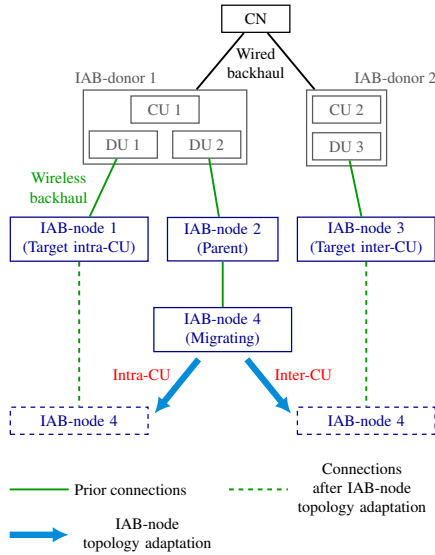 CN
Wired
backhaul
IAB-donor 1
IAB-donor 2
CU 1
CU 2
DU 1
DU 2
DU 3
Wireless
backhaul
IAB-node 1
(Target intra-CU)
IAB-node 2
(Parent)
IAB-node 3
(Target inter-CU)
IAB-node 4
(Migrating)
Intra-CU
Inter-CU
IAB-node 4
IAB-node 4
Prior connections
Connections
after IAB-node
topology adaptation
IAB-node
topology adaptation